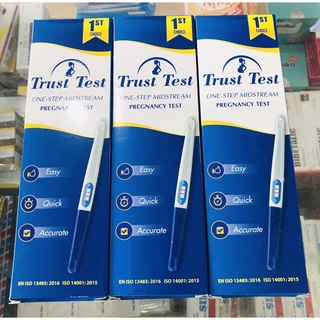 1ST
CHOICE
Trust Test
ONE-STEP MIDSTREAM
PREGNANCY TEST
Easy
Quick
Accurate
EN ISO 13485: 2016 ISO 14001: 2015
1ST
CHOICE
Trust Test
ONE-STEP MIDSTREAM
PREGNANCY TEST
Easy
Quick
Accurate
EN ISO 13485: 2016 ISO 14001: 2015
1ST
CHOICE
Trust Test
ONE-STEP MIDSTREAM
PREGNANCY TEST
Easy
Quick
Accurate
EN ISO 13485: 2016 ISO 14001: 2015